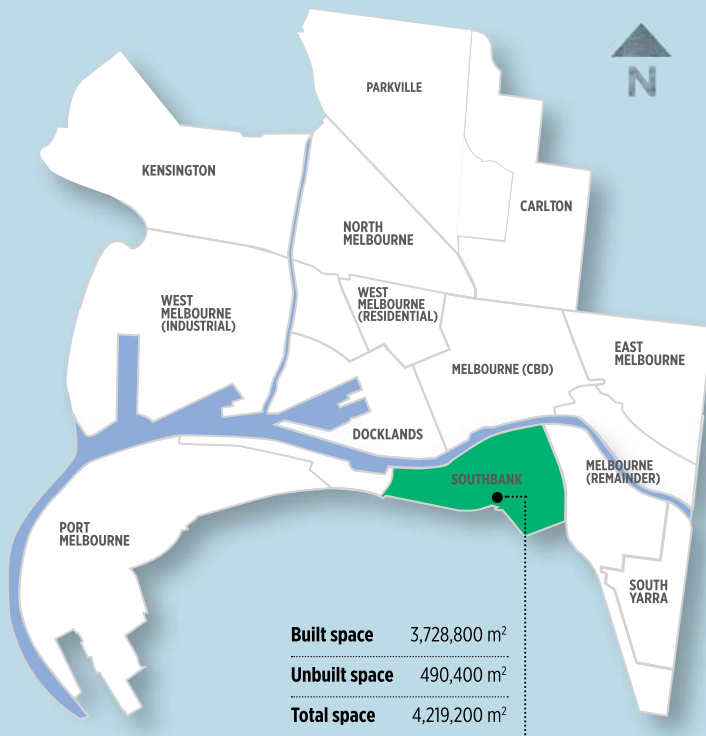 N
PARKVILLE
KENSINGTON
CARLTON
NORTH
MELBOURNE
WEST
MELBOURNE
(INDUSTRIAL)
WEST
MELBOURNE
(RESIDENTIAL)
EAST
MELBOURNE
MELBOURNE (CBD)
DOCKLANDS
MELBOURNE
(REMAINDER)
SOUTHBANK
PORT
MELBOURNE
SOUTH
YARRA
Built space 3,728,800 m²
Unbuilt space 490,400 m²
Total space 4,219,200 m²